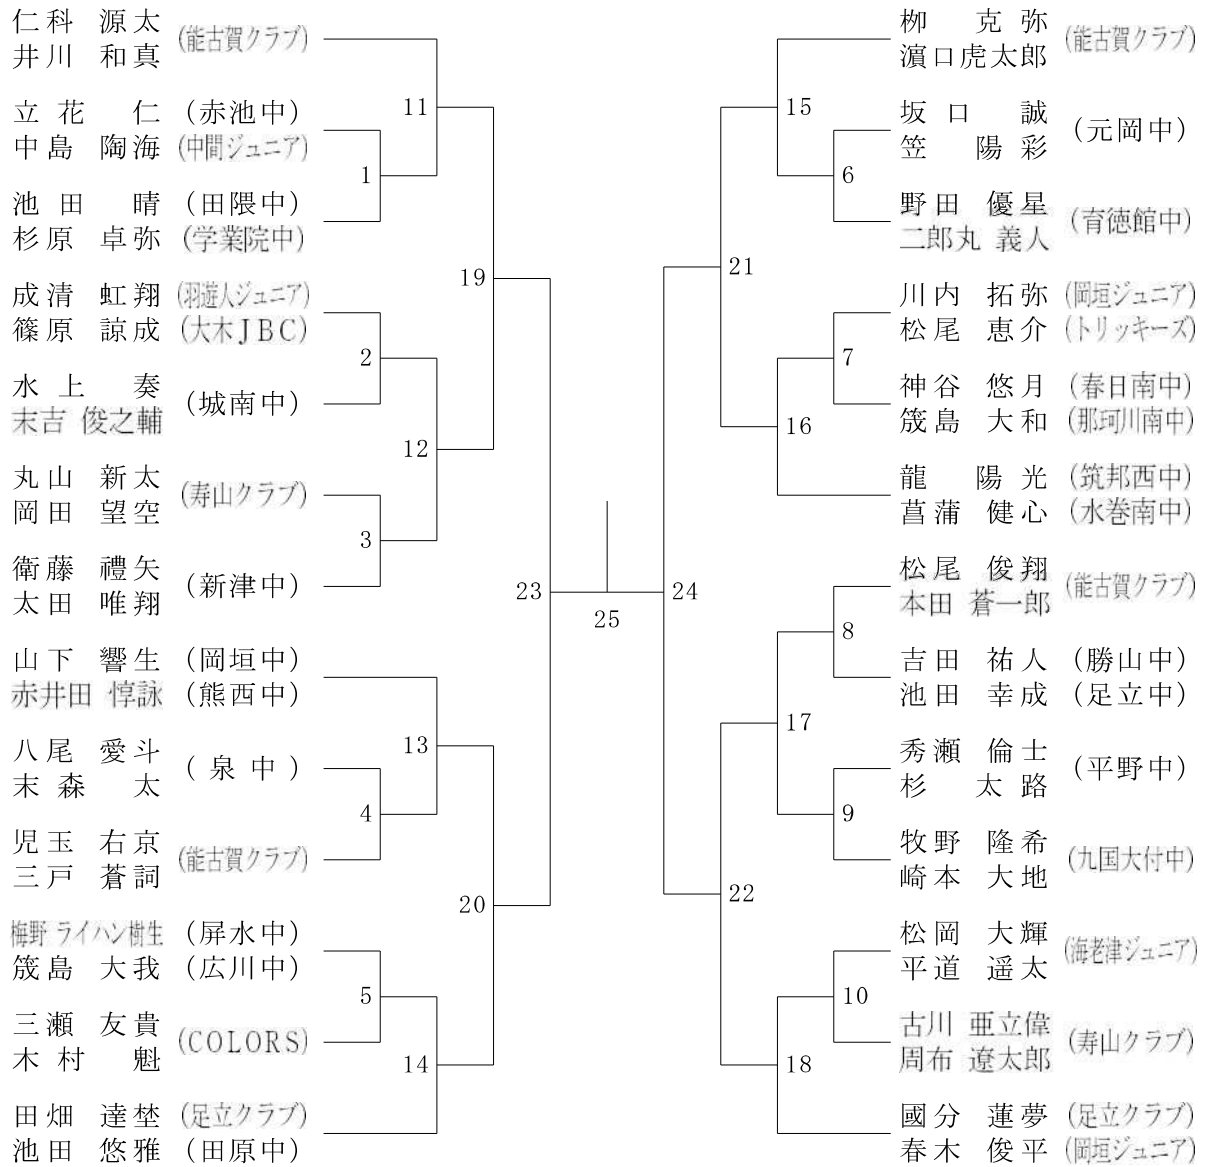 仁科 源太 (能古賀クラブ)
井川 和真
立花 仁 (赤池中)
中島 陶海 (中間ジュニア)
池田 晴 (田隈中)
杉原 卓弥 (学業院中)
成清 虹翔 (羽遊人ジュニア)
篠原 諒成 (大木JBC)
水上 奏 (城南中)
末吉 俊之輔
丸山 新太 (寿山クラブ)
岡田 望空
衛藤 禮矢 (新津中)
太田 唯翔
山下 響生 (岡垣中)
赤井田 惇詠 (熊西中)
八尾 愛斗 (泉中)
末森 太
児玉 右京 (能古賀クラブ)
三戸 蒼詞
梅野 ライハン樹生 (屏水中)
筬島 大我 (広川中)
三瀬 友貴 (COLORS)
木村 魁
田畑 達埜 (足立クラブ)
池田 悠雅 (田原中)
11
1
19
2
12
3
23
13
4
20
5
14
25
栁 克弥 (能古賀クラブ)
濵口虎太郎
坂口 誠 (元岡中)
笠 陽彩
野田 優星 (育徳館中)
二郎丸 義人
川内 拓弥 (岡垣ジュニア)
松尾 恵介 (トリッキーズ)
神谷 悠月 (春日南中)
筬島 大和 (那珂川南中)
龍 陽光 (筑邦西中)
菖蒲 健心 (水巻南中)
松尾 俊翔 (能古賀クラブ)
本田 蒼一郎
吉田 祐人 (勝山中)
池田 幸成 (足立中)
秀瀬 倫士 (平野中)
杉 太路
牧野 隆希 (九国大付中)
崎本 大地
松岡 大輝 (海老津ジュニア)
平道 遥太
古川 亜立偉 (寿山クラブ)
周布 遼太郎
國分 蓮夢 (足立クラブ)
春木 俊平 (岡垣ジュニア)
15
6
21
7
16
24
8
17
9
22
10
18